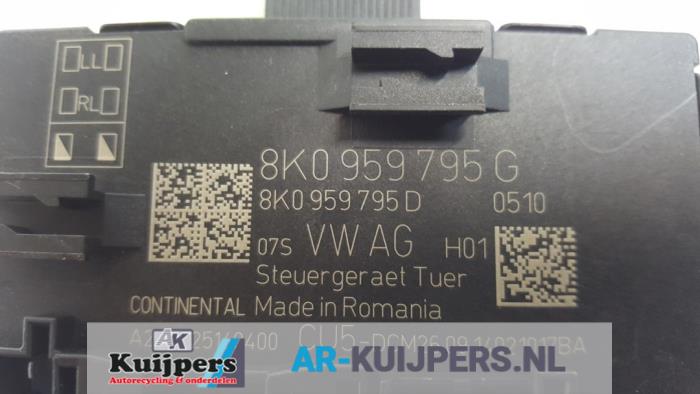 LL
RL
8K0 959 795 G
8K0 959 795 D 0510
07S VW AG H01
Steuergeraet Tuer
CONTINENTAL Made in Romania
AK
Kuijpers
Autorecycling & onderdelen
AR-KUIJPERS.NL